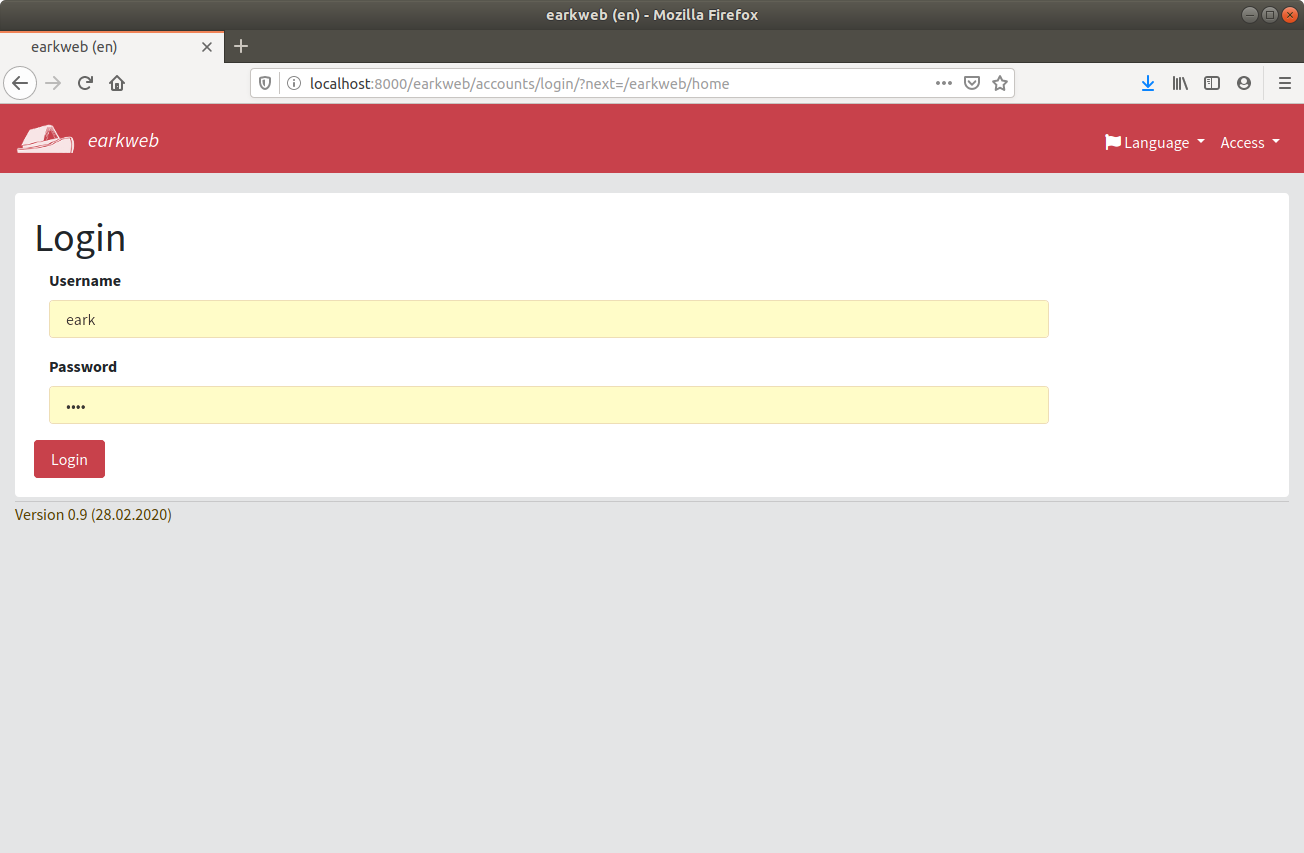 earkweb (en) - Mozilla Firefox
earkweb (en)
localhost:8000/earkweb/accounts/login/?next=/earkweb/home
earkweb
Language
Access
Login
Username
eark
Password
••••
Login
Version 0.9 (28.02.2020)